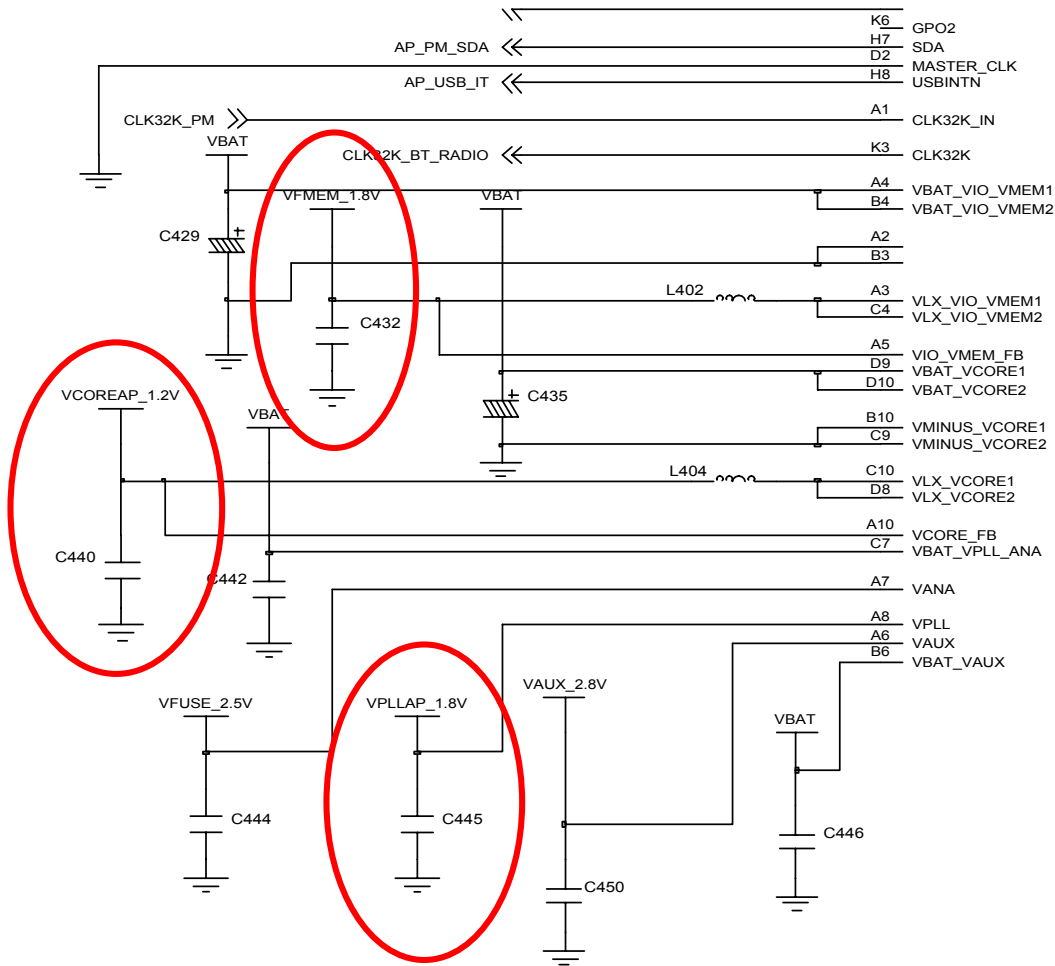 K6
GPO2
AP_PM_SDA
H7
SDA
D2
MASTER_CLK
AP_USB_IT
H8
USBINTN
CLK32K_PM
A1
CLK32K_IN
VBAT
CLK32K_BT_RADIO
K3
CLK32K
VFMEM_1.8V
VBAT
A4
VBAT_VIO_VMEM1
B4
VBAT_VIO_VMEM2
C429
+
A2
B3
L402
A3
VLX_VIO_VMEM1
C432
C4
VLX_VIO_VMEM2
A5
VIO_VMEM_FB
D9
VBAT_VCORE1
VCOREAP_1.2V
C435
+
D10
VBAT_VCORE2
VBAT
B10
VMINUS_VCORE1
C9
VMINUS_VCORE2
L404
C10
VLX_VCORE1
D8
VLX_VCORE2
A10
VCORE_FB
C440
C7
VBAT_VPLL_ANA
C442
A7
VANA
A8
VPLL
A6
VAUX
B6
VBAT_VAUX
VFUSE_2.5V
VPLLAP_1.8V
VAUX_2.8V
VBAT
C444
C445
C446
C450